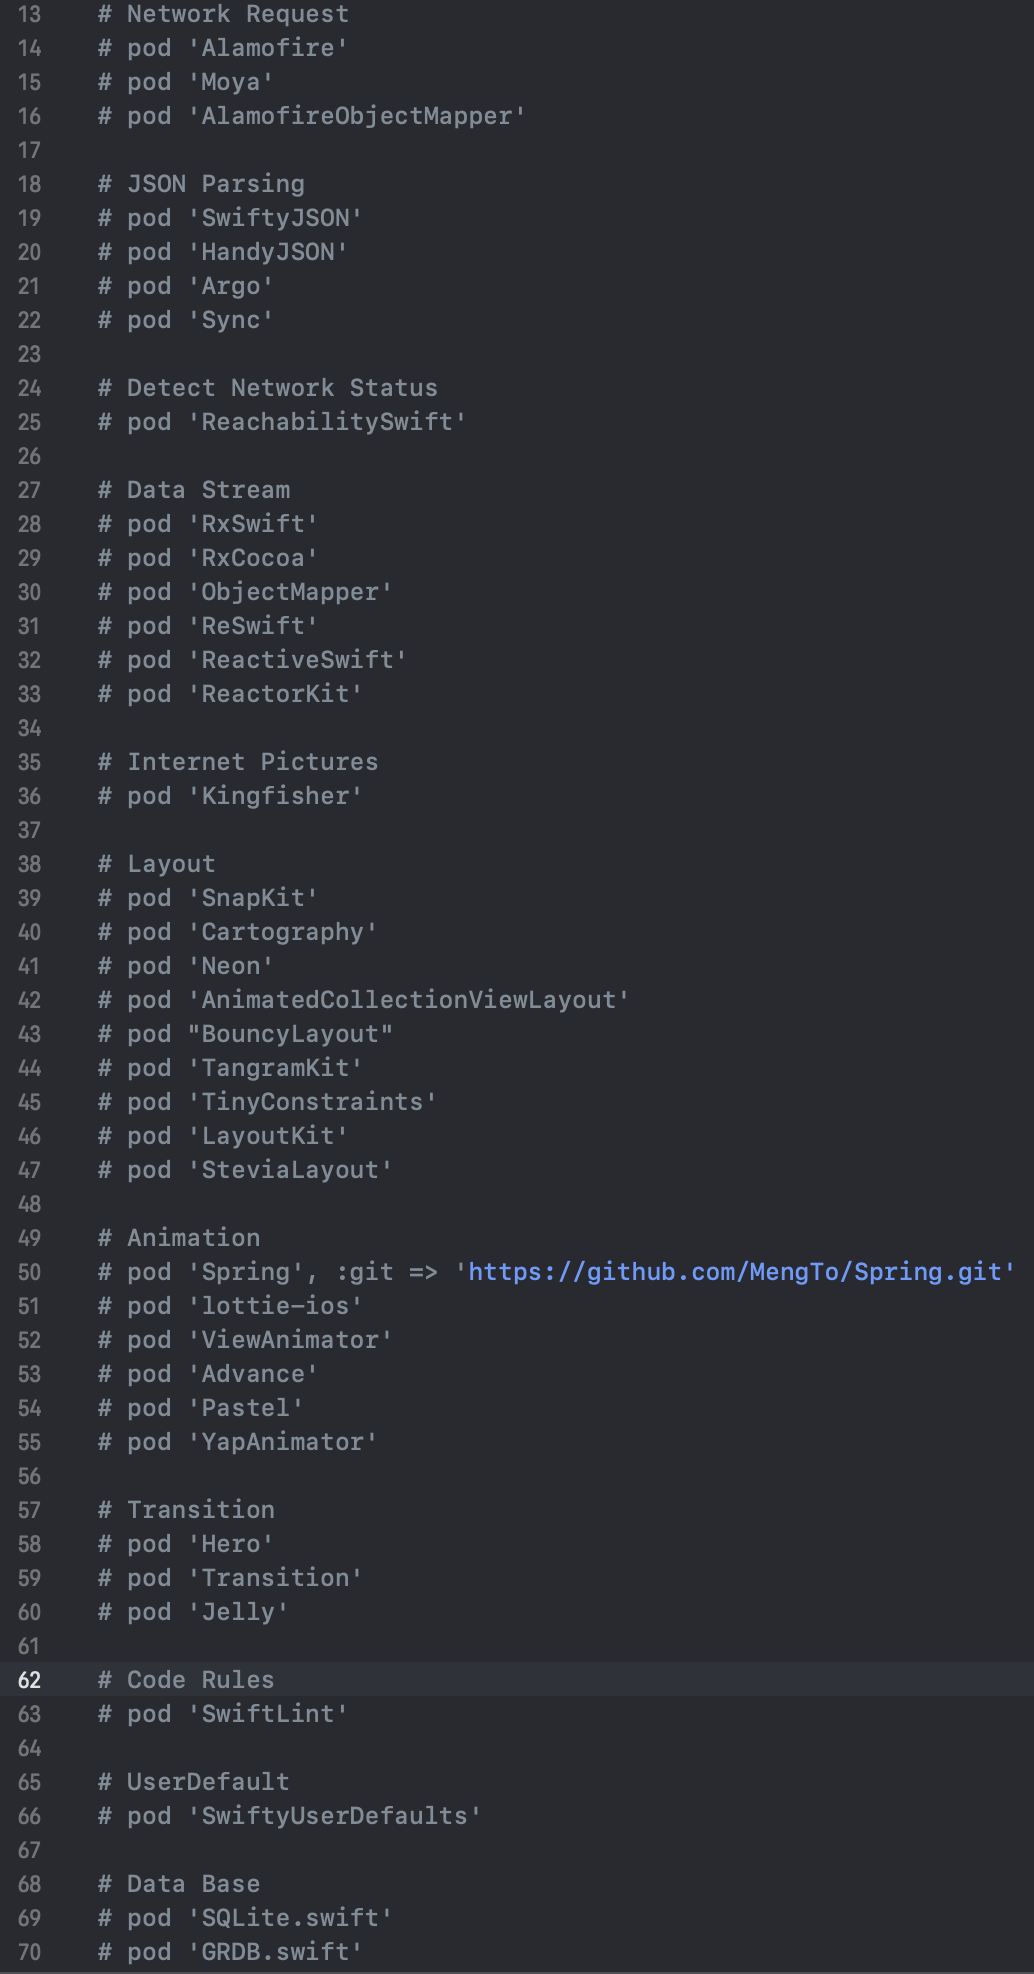 13 # Network Request
14 # pod 'Alamofire'
15 # pod 'Moya'
16 # pod 'AlamofireObjectMapper'
17
18 # JSON Parsing
19 # pod 'SwiftyJSON'
20 # pod 'HandyJSON'
21 # pod 'Argo'
22 # pod 'Sync'
23
24 # Detect Network Status
25 # pod 'ReachabilitySwift'
26
27 # Data Stream
28 # pod 'RxSwift'
29 # pod 'RxCocoa'
30 # pod 'ObjectMapper'
31 # pod 'ReSwift'
32 # pod 'ReactiveSwift'
33 # pod 'ReactorKit'
34
35 # Internet Pictures
36 # pod 'Kingfisher'
37
38 # Layout
39 # pod 'SnapKit'
40 # pod 'Cartography'
41 # pod 'Neon'
42 # pod 'AnimatedCollectionViewLayout'
43 # pod "BouncyLayout"
44 # pod 'TangramKit'
45 # pod 'TinyConstraints'
46 # pod 'LayoutKit'
47 # pod 'SteviaLayout'
48
49 # Animation
50 # pod 'Spring', :git => 'https://github.com/MengTo/Spring.git'
51 # pod 'lottie-ios'
52 # pod 'ViewAnimator'
53 # pod 'Advance'
54 # pod 'Pastel'
55 # pod 'YapAnimator'
56
57 # Transition
58 # pod 'Hero'
59 # pod 'Transition'
60 # pod 'Jelly'
61
62 # Code Rules
63 # pod 'SwiftLint'
64
65 # UserDefault
66 # pod 'SwiftyUserDefaults'
67
68 # Data Base
69 # pod 'SQLite.swift'
70 # pod 'GRDB.swift'